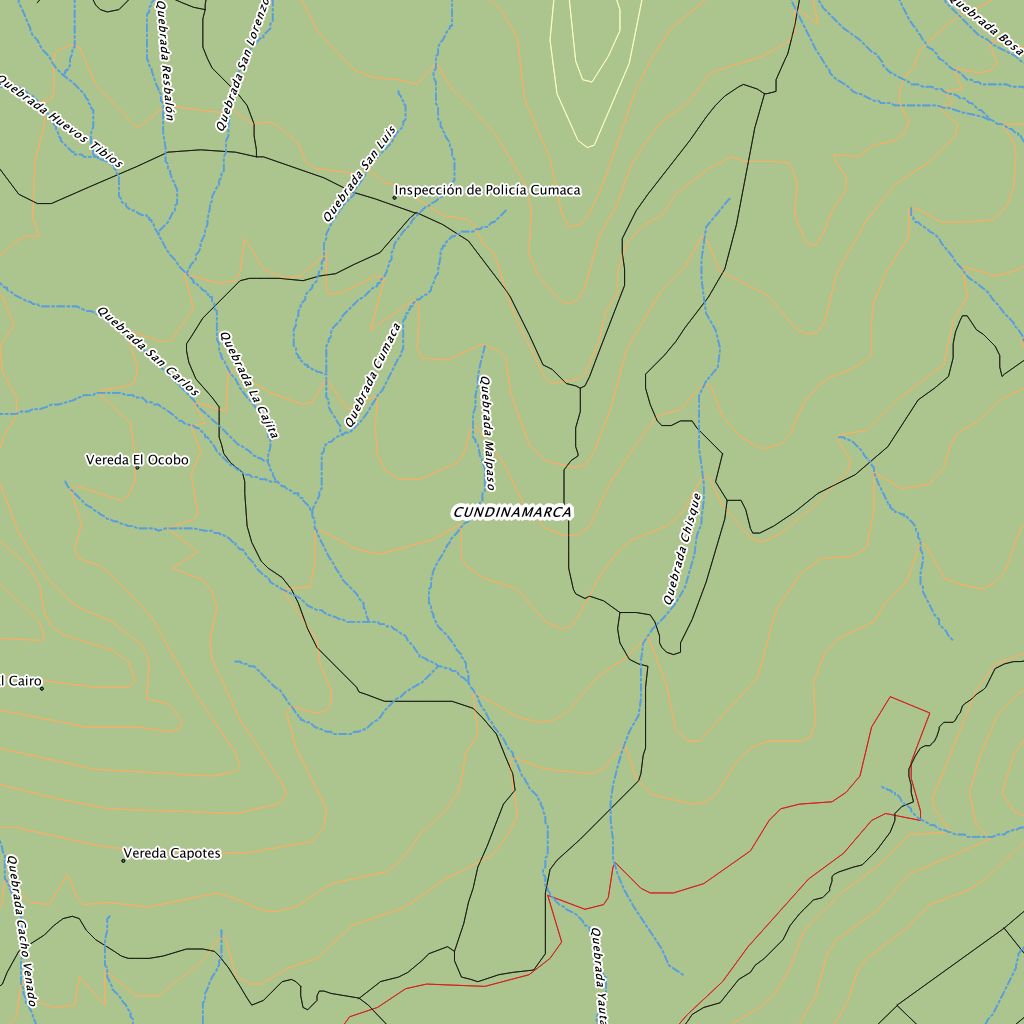 Quebrada Resbalón
Quebrada San Lorenzo
Quebrada Bosa
Quebrada Huevos Tibios
Quebrada San Luis
Inspección de Policía Cumaca
Quebrada San Carlos
Quebrada La Cajita
Quebrada Cumaca
Quebrada Malpaso
Vereda El Ocobo
CUNDINAMARCA
Quebrada Chisque
l Cairo
Vereda Capotes
Quebrada Cacho Venado
Quebrada Yauta